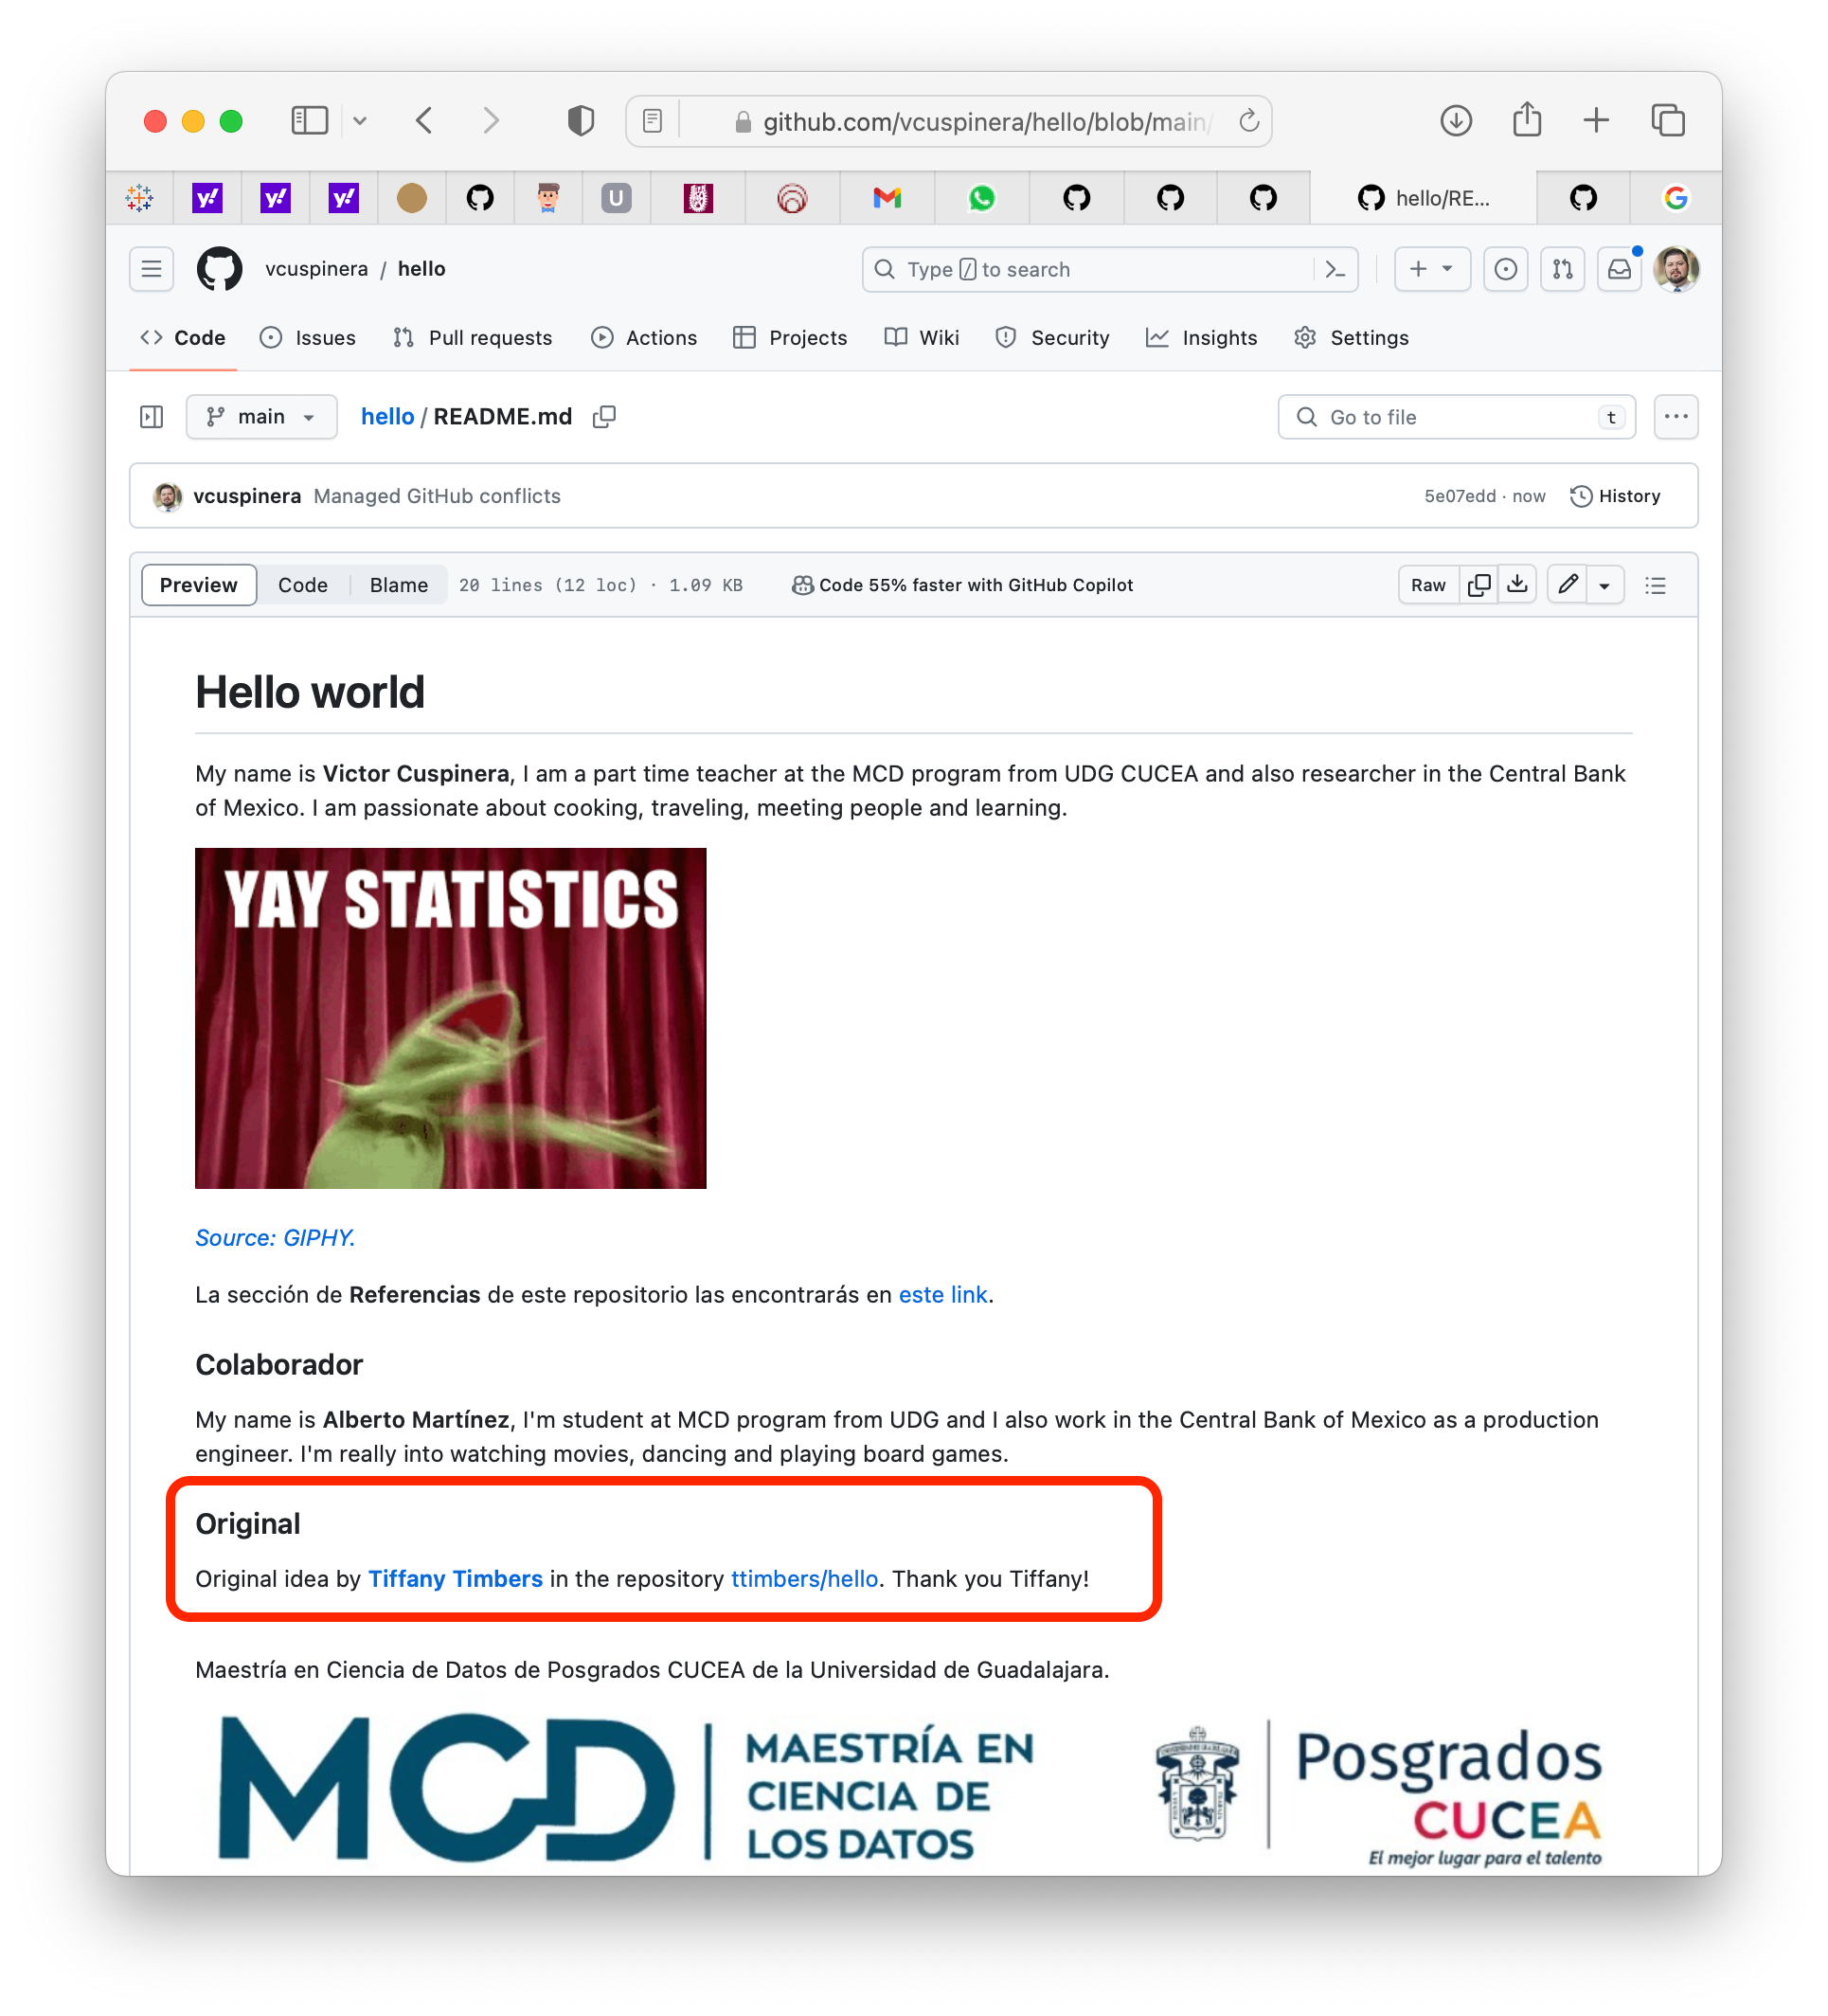 github.com/vcuspinera/hello/blob/main/
y! y! y! U hello/RE...
vcuspinera / hello
Type / to search
Code Issues Pull requests Actions Projects Wiki Security Insights Settings
main hello / README.md Go to file t
vcuspinera Managed GitHub conflicts 5e07edd · now History
Preview Code Blame 20 lines (12 loc) · 1.09 KB Code 55% faster with GitHub Copilot Raw
Hello world
My name is Victor Cuspinera, I am a part time teacher at the MCD program from UDG CUCEA and also researcher in the Central Bank
of Mexico. I am passionate about cooking, traveling, meeting people and learning.
YAY STATISTICS
Source: GIPHY.
La sección de Referencias de este repositorio las encontrarás en este link.
Colaborador
My name is Alberto Martínez, I'm student at MCD program from UDG and I also work in the Central Bank of Mexico as a production
engineer. I'm really into watching movies, dancing and playing board games.
Original
Original idea by Tiffany Timbers in the repository ttimbers/hello. Thank you Tiffany!
Maestría en Ciencia de Datos de Posgrados CUCEA de la Universidad de Guadalajara.
MCD
MAESTRÍA EN
CIENCIA DE
LOS DATOS
Posgrados
CUCEA
El mejor lugar para el talento